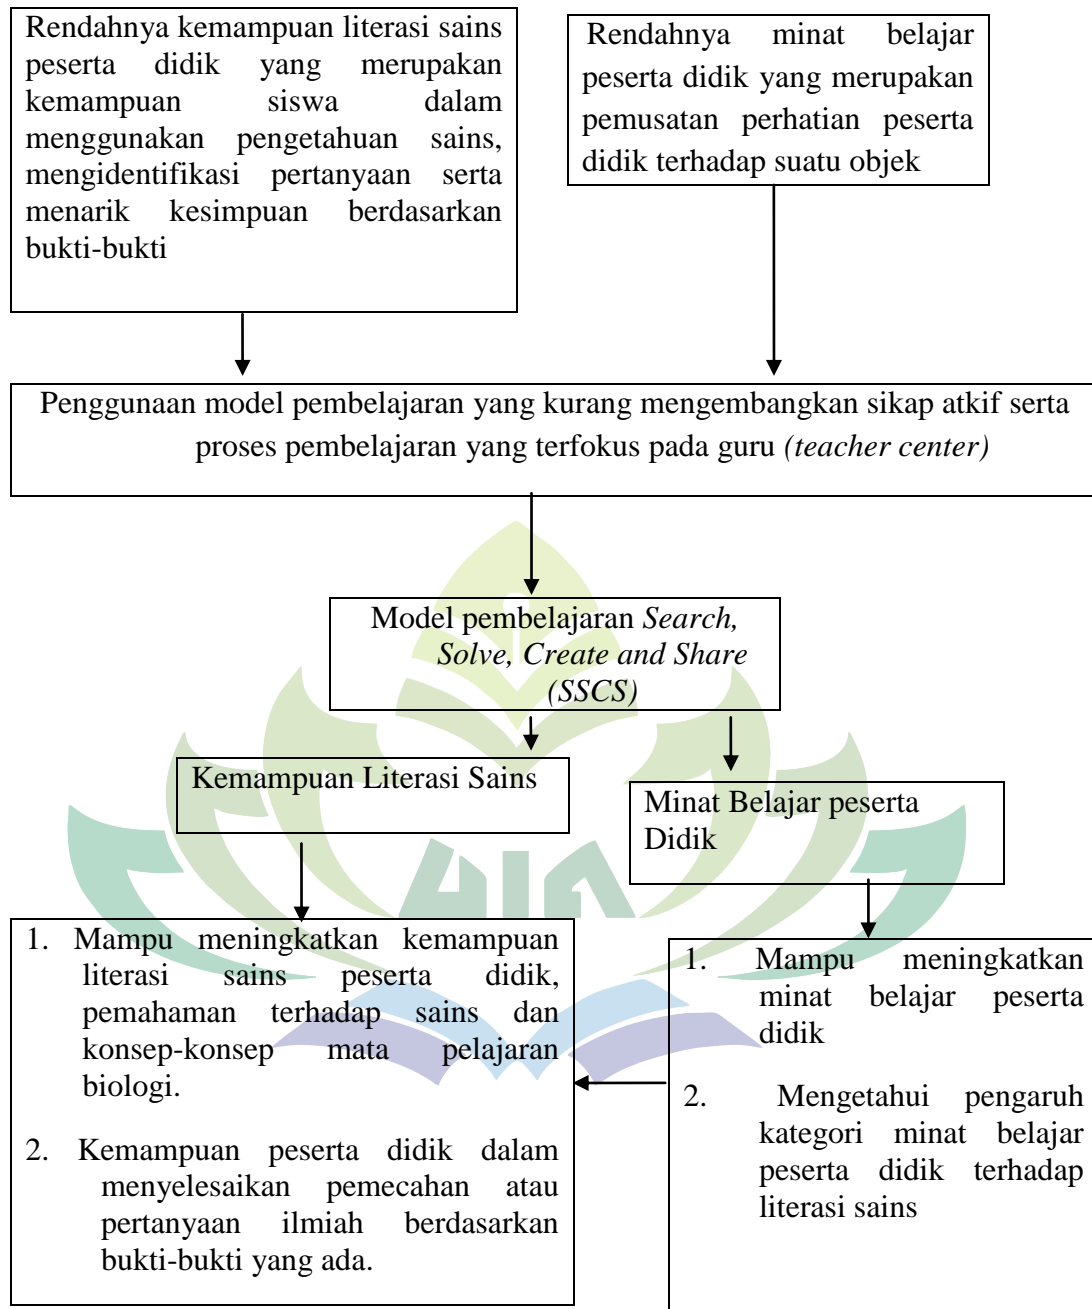 Rendahnya kemampuan literasi sains
peserta didik yang merupakan
kemampuan siswa dalam
menggunakan pengetahuan sains,
mengidentifikasi pertanyaan serta
menarik kesimpuan berdasarkan
bukti-bukti
Rendahnya minat belajar
peserta didik yang merupakan
pemusatan perhatian peserta
didik terhadap suatu objek
Penggunaan model pembelajaran yang kurang mengembangkan sikap atkif serta
proses pembelajaran yang terfokus pada guru (teacher center)
Model pembelajaran Search,
Solve, Create and Share
(SSCS)
Kemampuan Literasi Sains
Minat Belajar peserta
Didik
1. Mampu meningkatkan kemampuan
literasi sains peserta didik,
pemahaman terhadap sains dan
konsep-konsep mata pelajaran
biologi.
2. Kemampuan peserta didik dalam
menyelesaikan pemecahan atau
pertanyaan ilmiah berdasarkan
bukti-bukti yang ada.
1. Mampu meningkatkan
minat belajar peserta
didik
2. Mengetahui pengaruh
kategori minat belajar
peserta didik terhadap
literasi sains